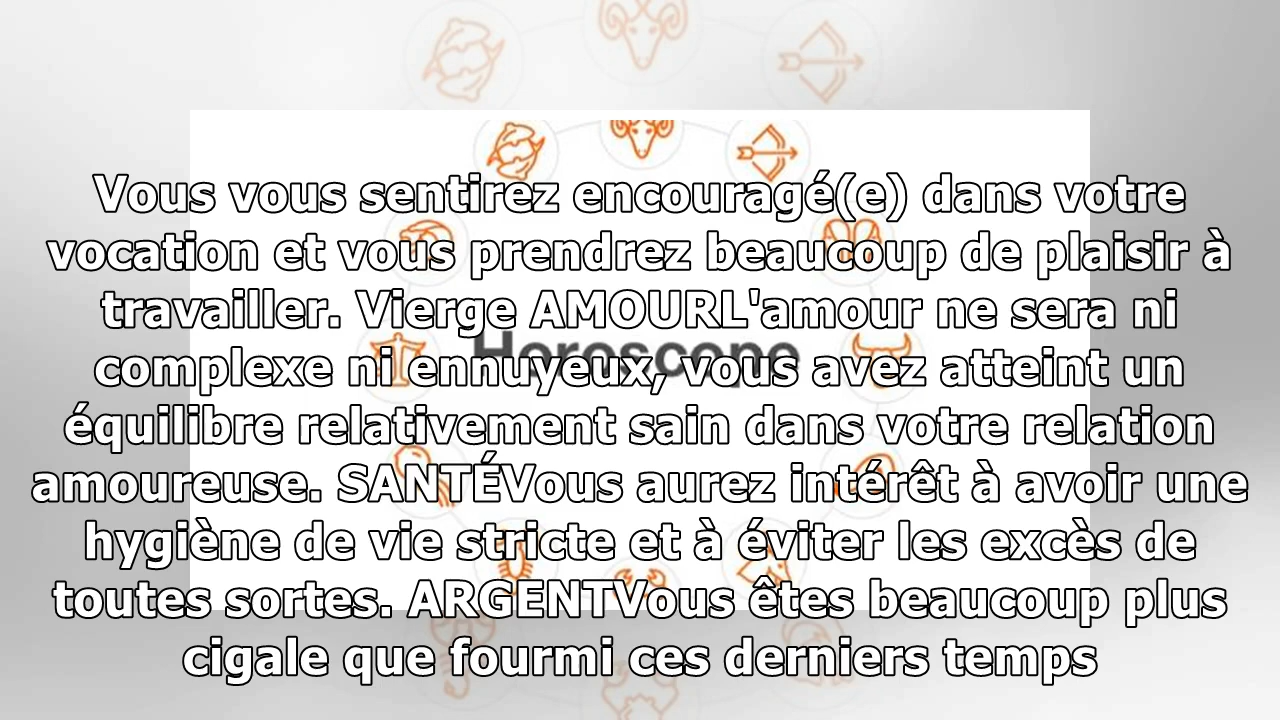 Vous vous sentirez encouragé(e) dans votre
vocation et vous prendrez beaucoup de plaisir à
travailler. Vierge AMOURL'amour ne sera ni
Horoscope
complexe ni ennuyeux, vous avez atteint un
équilibre relativement sain dans votre relation
amoureuse. SANTÉVous aurez intérêt à avoir une
hygiène de vie stricte et à éviter les excès de
toutes sortes. ARGENTVous êtes beaucoup plus
cigale que fourmi ces derniers temps